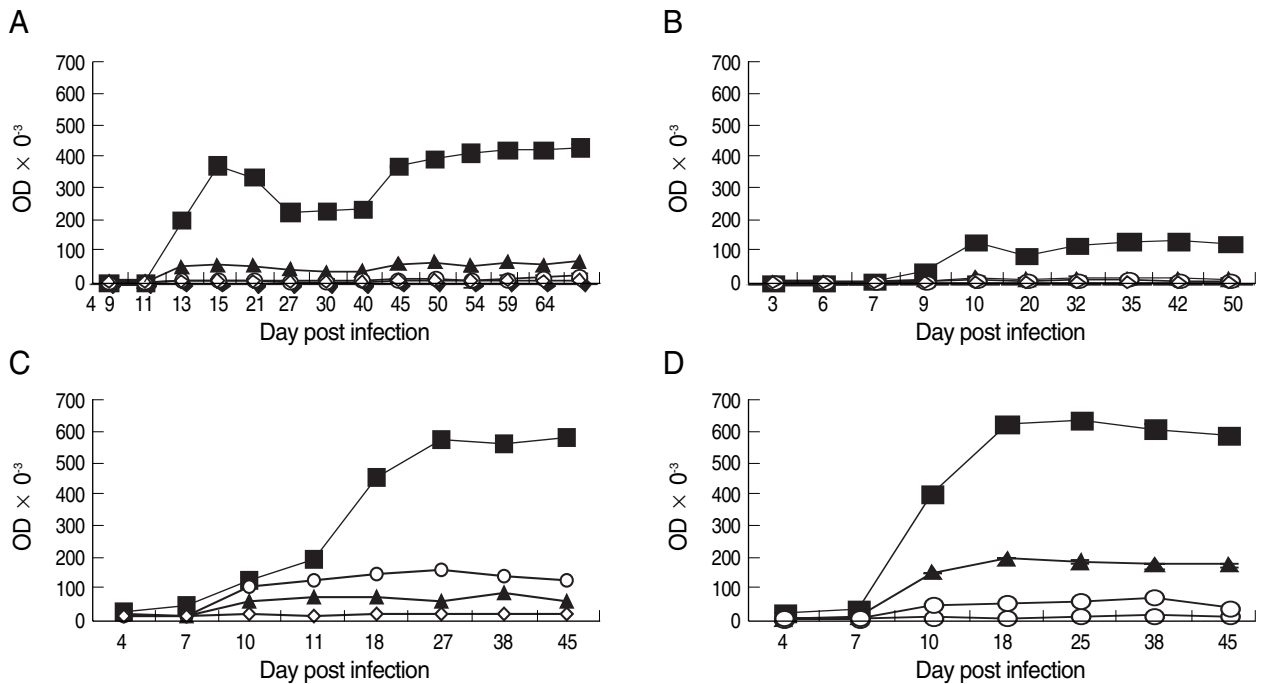 A
700
600
500
400
300
200
100
0
OD × 0-3
4 9 11 13 15 21 27 30 40 45 50 54 59 64
Day post infection
B
700
600
500
400
300
200
100
0
OD × 0-3
3 6 7 9 10 20 32 35 42 50
Day post infection
C
700
600
500
400
300
200
100
0
OD × 0-3
4 7 10 11 18 27 38 45
Day post infection
D
700
600
500
400
300
200
100
0
OD × 0-3
4 7 10 18 25 38 45
Day post infection